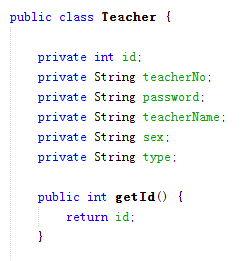 public class Teacher {
private int id;
private String teacherNo;
private String password;
private String teacherName;
private String sex;
private String type;
public int getId() {
return id;
}